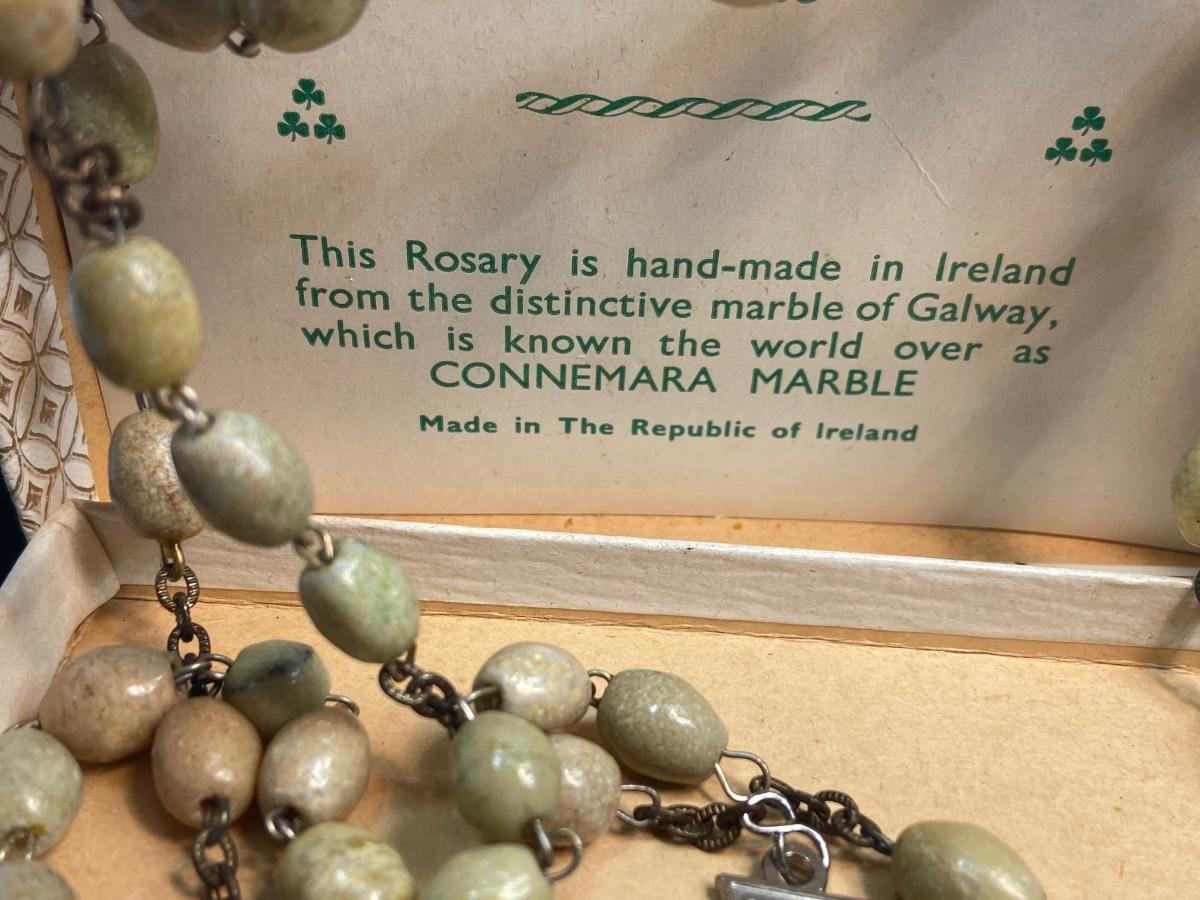 This Rosary is hand-made in Ireland
from the distinctive marble of Galway,
which is known the world over as
CONNEMARA MARBLE
Made in The Republic of Ireland